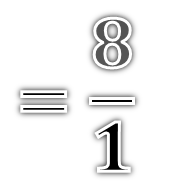 = 8/1